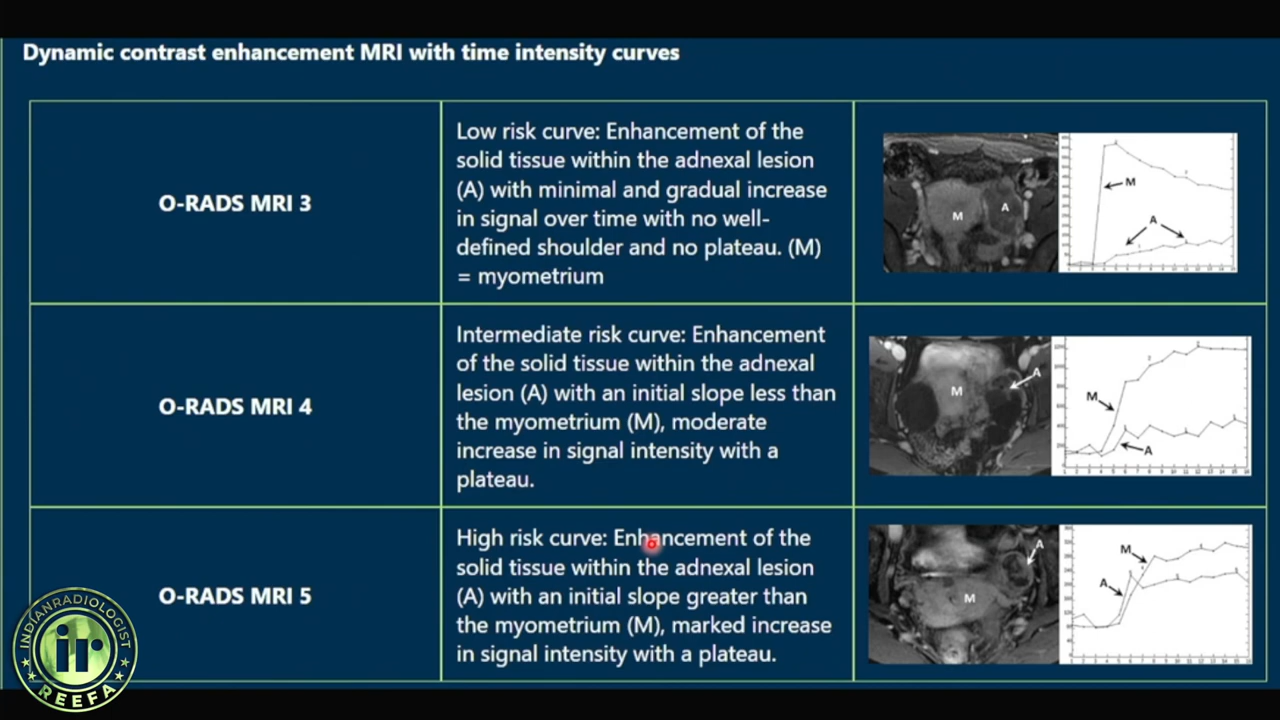 Dynamic contrast enhancement MRI with time intensity curves
O-RADS MRI 3
Low risk curve: Enhancement of the
solid tissue within the adnexal lesion
(A) with minimal and gradual increase
in signal over time with no well-
defined shoulder and no plateau. (M)
= myometrium
M
A
M
A
O-RADS MRI 4
Intermediate risk curve: Enhancement
of the solid tissue within the adnexal
lesion (A) with an initial slope less than
the myometrium (M), moderate
increase in signal intensity with a
plateau.
M
A
M
A
O-RADS MRI 5
High risk curve: Enhancement of the
solid tissue within the adnexal lesion
(A) with an initial slope greater than
the myometrium (M), marked increase
in signal intensity with a plateau.
A
M
M
A
INDIANRADIOLOGIST
ir
REEFA